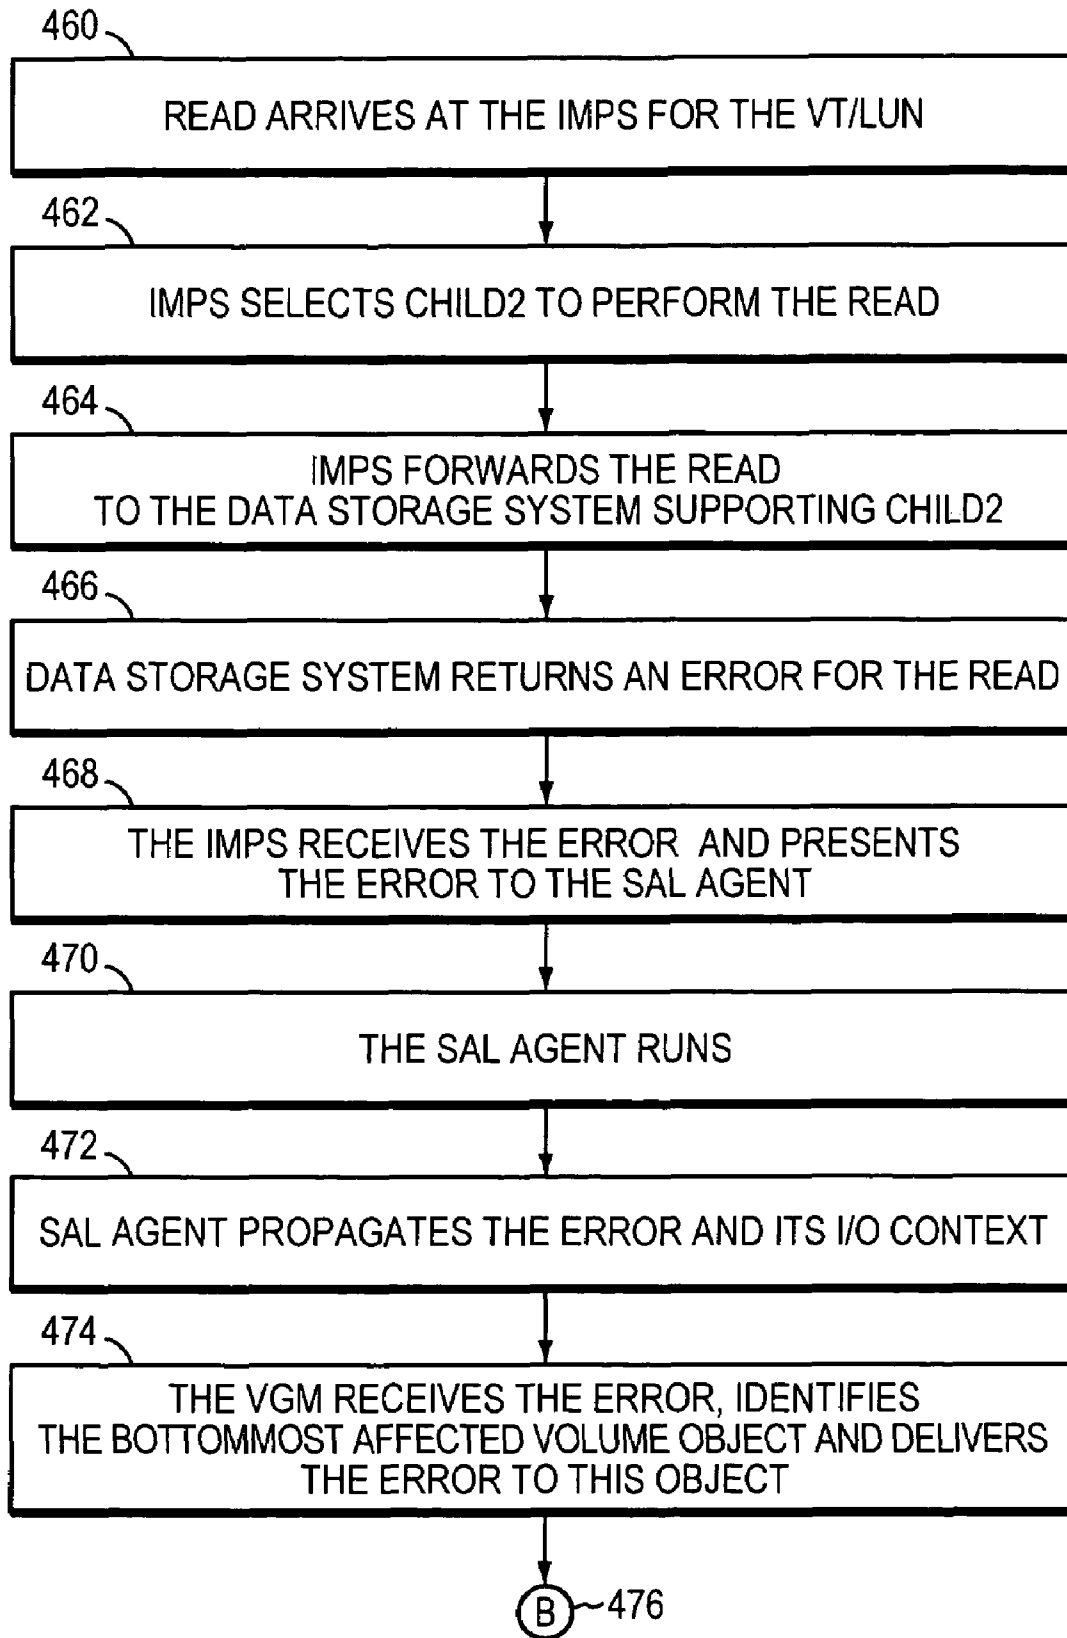 460
READ ARRIVES AT THE IMPS FOR THE VT/LUN
462
IMPS SELECTS CHILD2 TO PERFORM THE READ
464
IMPS FORWARDS THE READ
TO THE DATA STORAGE SYSTEM SUPPORTING CHILD2
466
DATA STORAGE SYSTEM RETURNS AN ERROR FOR THE READ
468
THE IMPS RECEIVES THE ERROR AND PRESENTS
THE ERROR TO THE SAL AGENT
470
THE SAL AGENT RUNS
472
SAL AGENT PROPAGATES THE ERROR AND ITS I/O CONTEXT
474
THE VGM RECEIVES THE ERROR, IDENTIFIES
THE BOTTOMMOST AFFECTED VOLUME OBJECT AND DELIVERS
THE ERROR TO THIS OBJECT
B 476